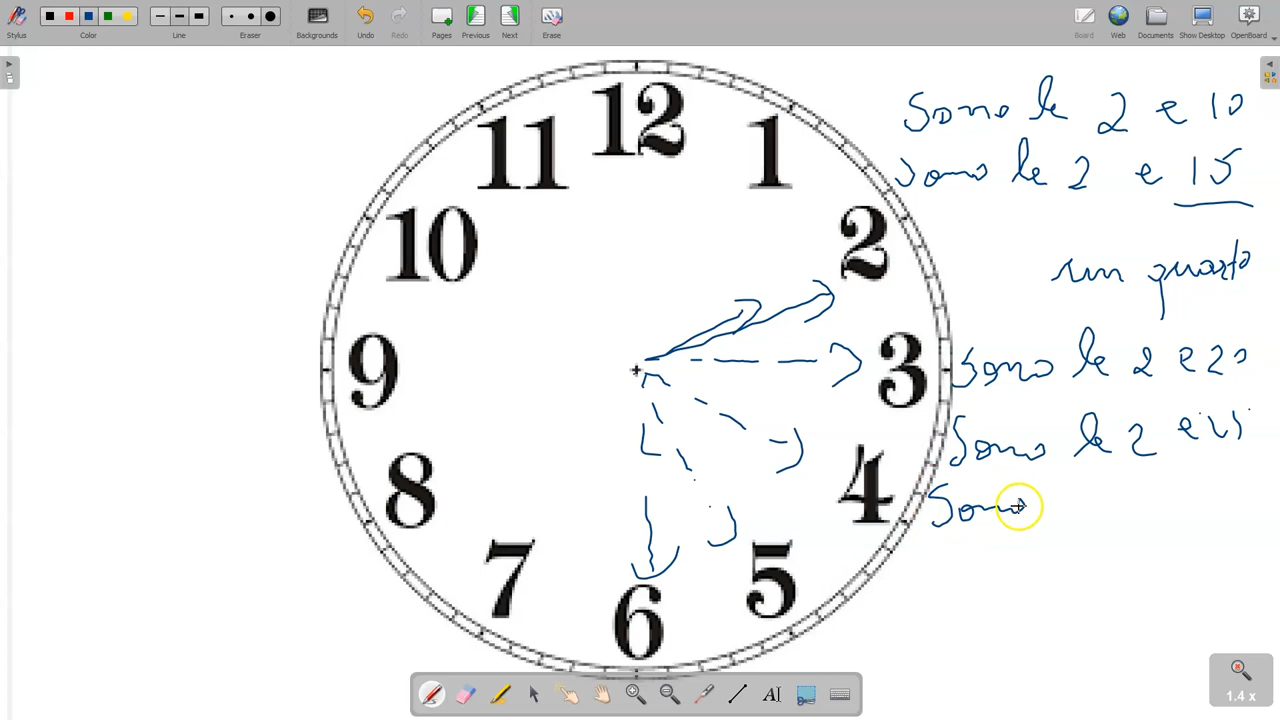 Stylus Color Line Eraser Backgrounds Undo Redo Pages Previous Next Erase Board Web Documents Show Desktop OpenBoard
12
11 1
10 2
9 3
8 4
7 5
6
Sono le 2 e 10
Sono le 2 e 15
un quarto
Sono le 2 e 20
Sono le 2 e 25
Sono
1.4 x